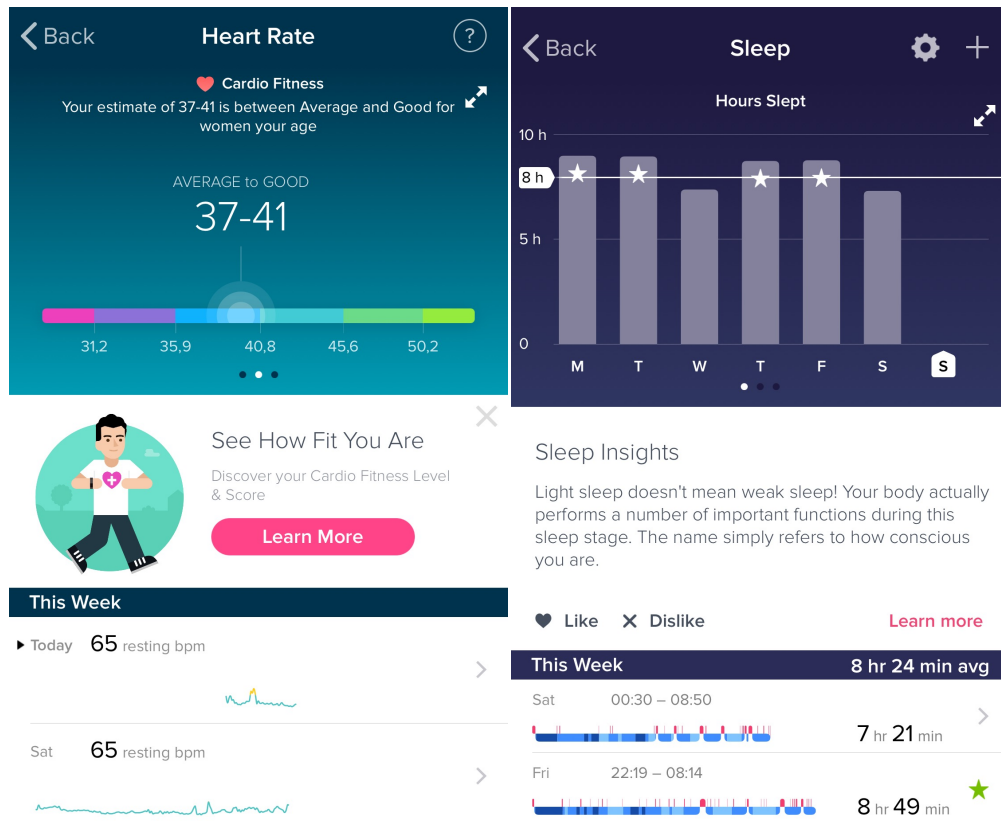 Back
Heart Rate
?
Cardio Fitness
Your estimate of 37-41 is between Average and Good for
women your age
AVERAGE to GOOD
37-41
31,2 35,9 40,8 45,6 50,2
See How Fit You Are
Discover your Cardio Fitness Level
& Score
Learn More
This Week
Today 65 resting bpm
Sat 65 resting bpm
Back
Sleep
Hours Slept
10 h
8 h
5 h
0
M T W T F S S
Sleep Insights
Light sleep doesn't mean weak sleep! Your body actually
performs a number of important functions during this
sleep stage. The name simply refers to how conscious
you are.
Like Dislike Learn more
This Week 8 hr 24 min avg
Sat 00:30 – 08:50
7 hr 21 min
Fri 22:19 – 08:14
8 hr 49 min